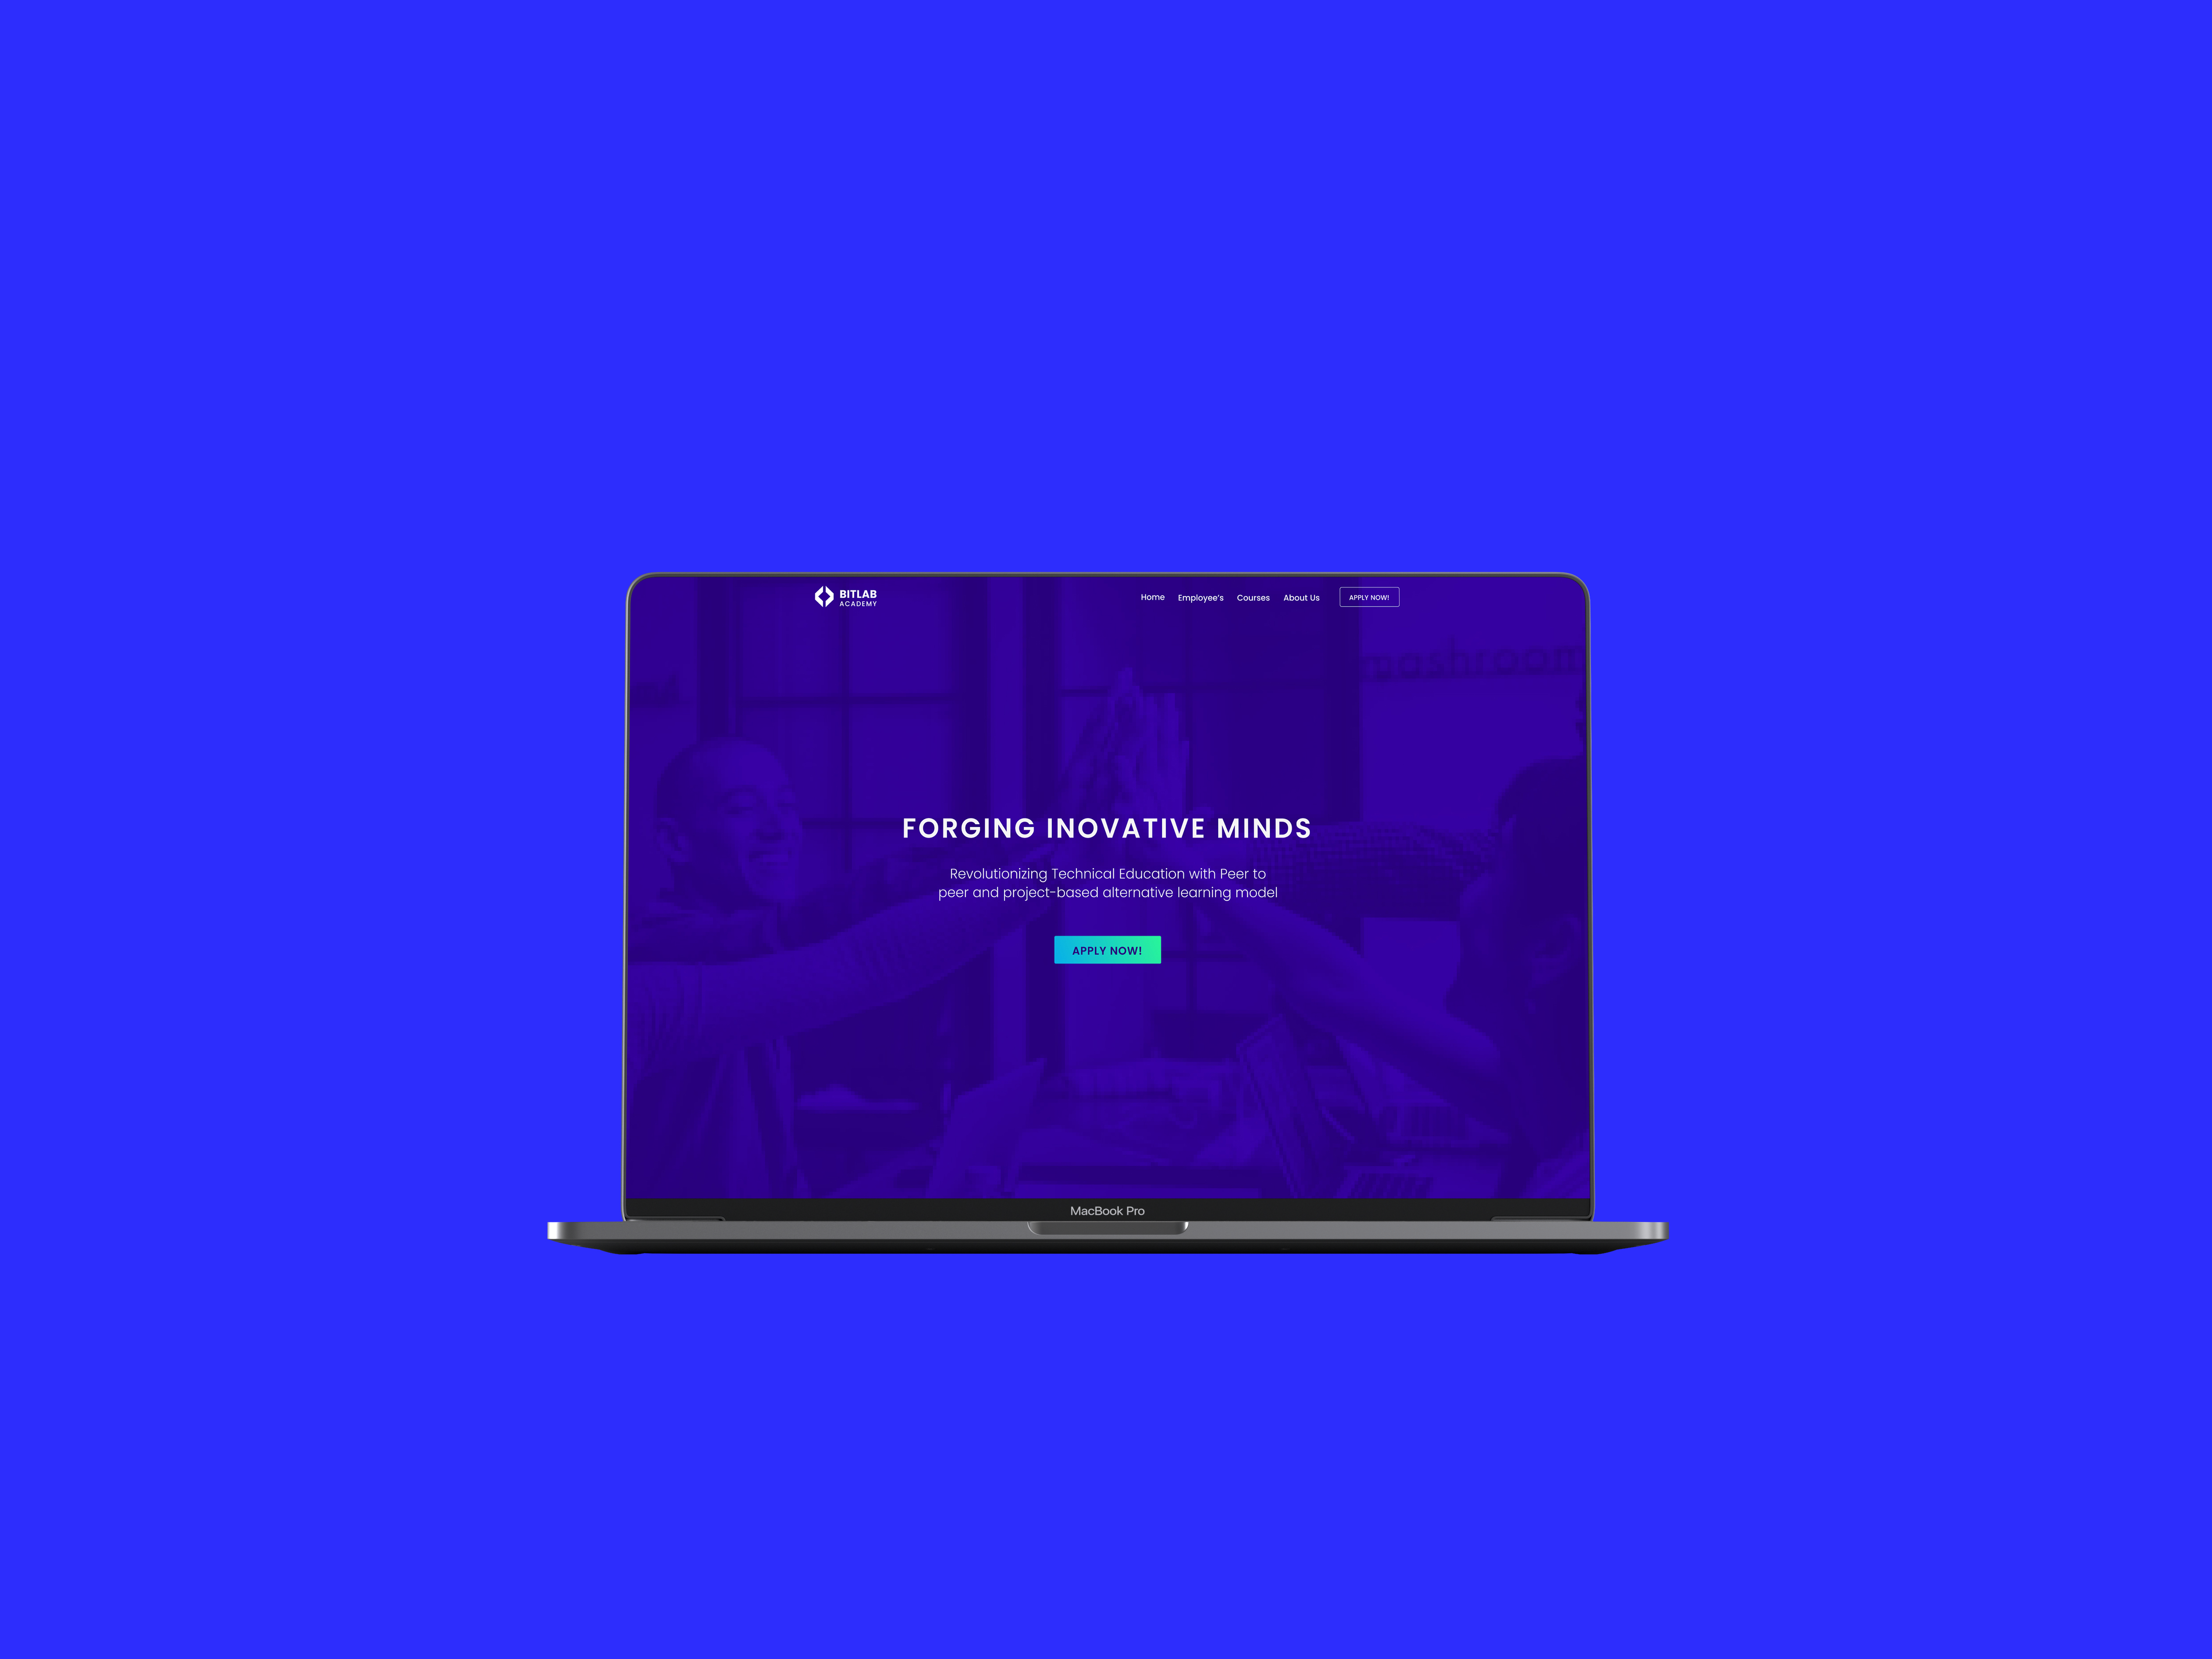 BITLAB
ACADEMY
Home Employee's Courses About Us APPLY NOW!
mashroom
FORGING INOVATIVE MINDS
Revolutionizing Technical Education with Peer to
peer and project-based alternative learning model
APPLY NOW!
MacBook Pro